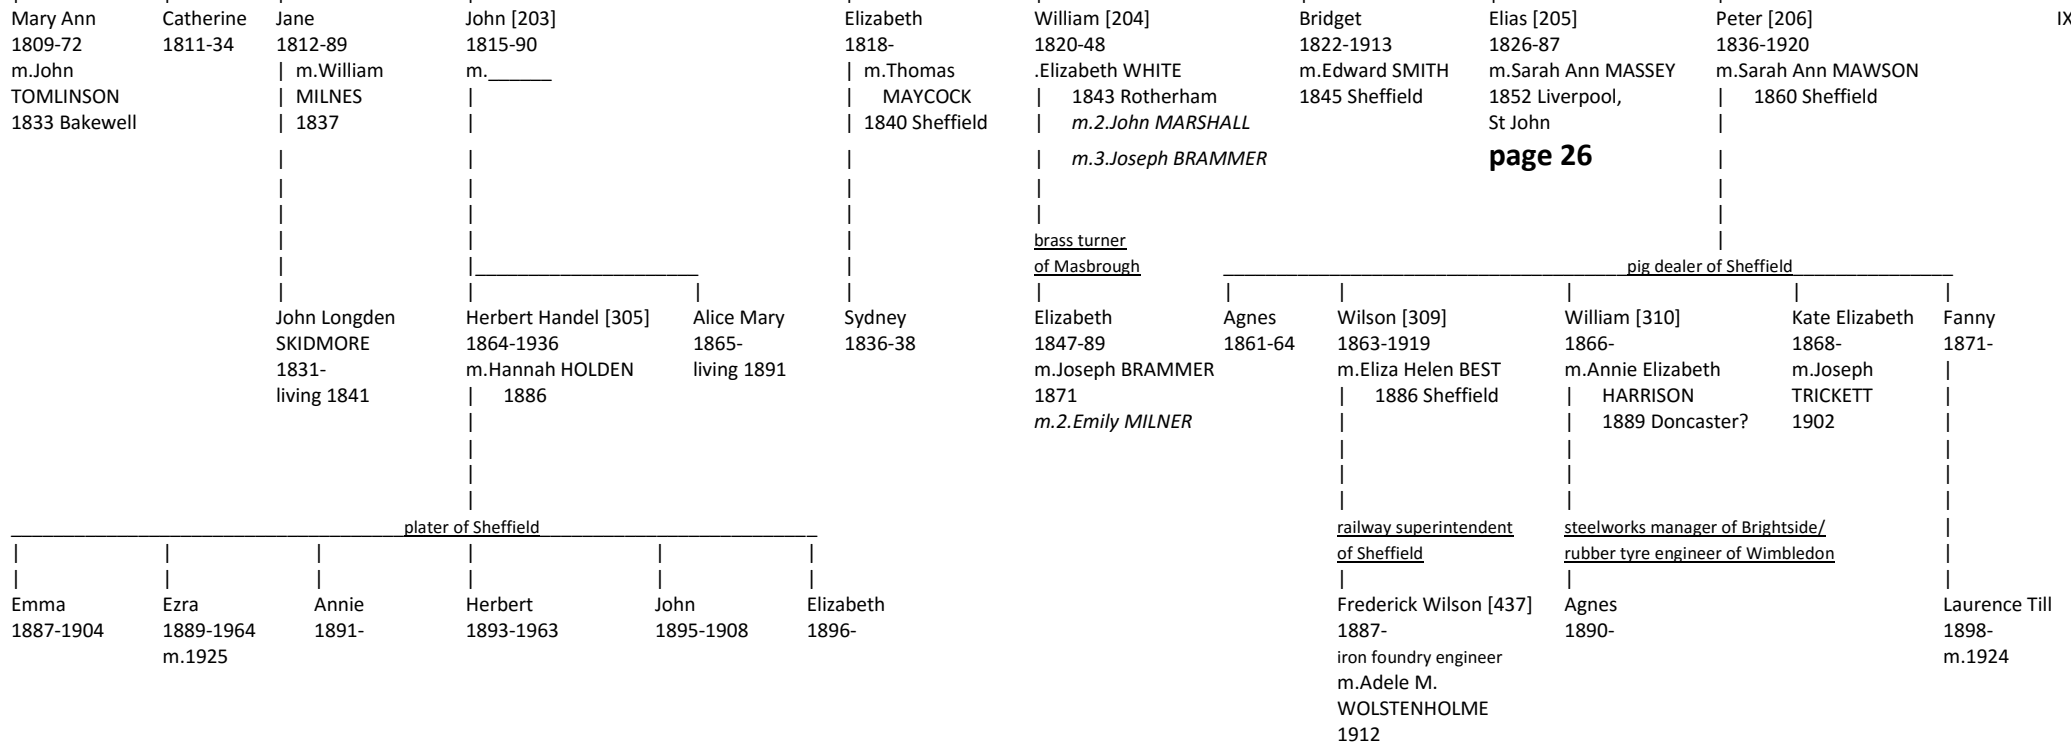 Mary Ann
1809-72
m.John
TOMLINSON
1833 Bakewell
Catherine
1811-34
Jane
1812-89
m.William
MILNES
1837
John [203]
1815-90
m.______
Elizabeth
1818-
m.Thomas
MAYCOCK
1840 Sheffield
William [204]
1820-48
.Elizabeth WHITE
1843 Rotherham
m.2.John MARSHALL
m.3.Joseph BRAMMER
Bridget
1822-1913
m.Edward SMITH
1845 Sheffield
Elias [205]
1826-87
m.Sarah Ann MASSEY
1852 Liverpool,
St John
page 26
Peter [206]
1836-1920
m.Sarah Ann MAWSON
1860 Sheffield
IX
brass turner
of Masbrough
pig dealer of Sheffield
John Longden
SKIDMORE
1831-
living 1841
Herbert Handel [305]
1864-1936
m.Hannah HOLDEN
1886
Alice Mary
1865-
living 1891
Sydney
1836-38
Elizabeth
1847-89
m.Joseph BRAMMER
1871
m.2.Emily MILNER
Agnes
1861-64
Wilson [309]
1863-1919
m.Eliza Helen BEST
1886 Sheffield
William [310]
1866-
m.Annie Elizabeth
HARRISON
1889 Doncaster?
Kate Elizabeth
1868-
m.Joseph
TRICKETT
1902
Fanny
1871-
plater of Sheffield
railway superintendent
of Sheffield
steelworks manager of Brightside/
rubber tyre engineer of Wimbledon
Emma
1887-1904
Ezra
1889-1964
m.1925
Annie
1891-
Herbert
1893-1963
John
1895-1908
Elizabeth
1896-
Frederick Wilson [437]
1887-
iron foundry engineer
m.Adele M.
WOLSTENHOLME
1912
Agnes
1890-
Laurence Till
1898-
m.1924